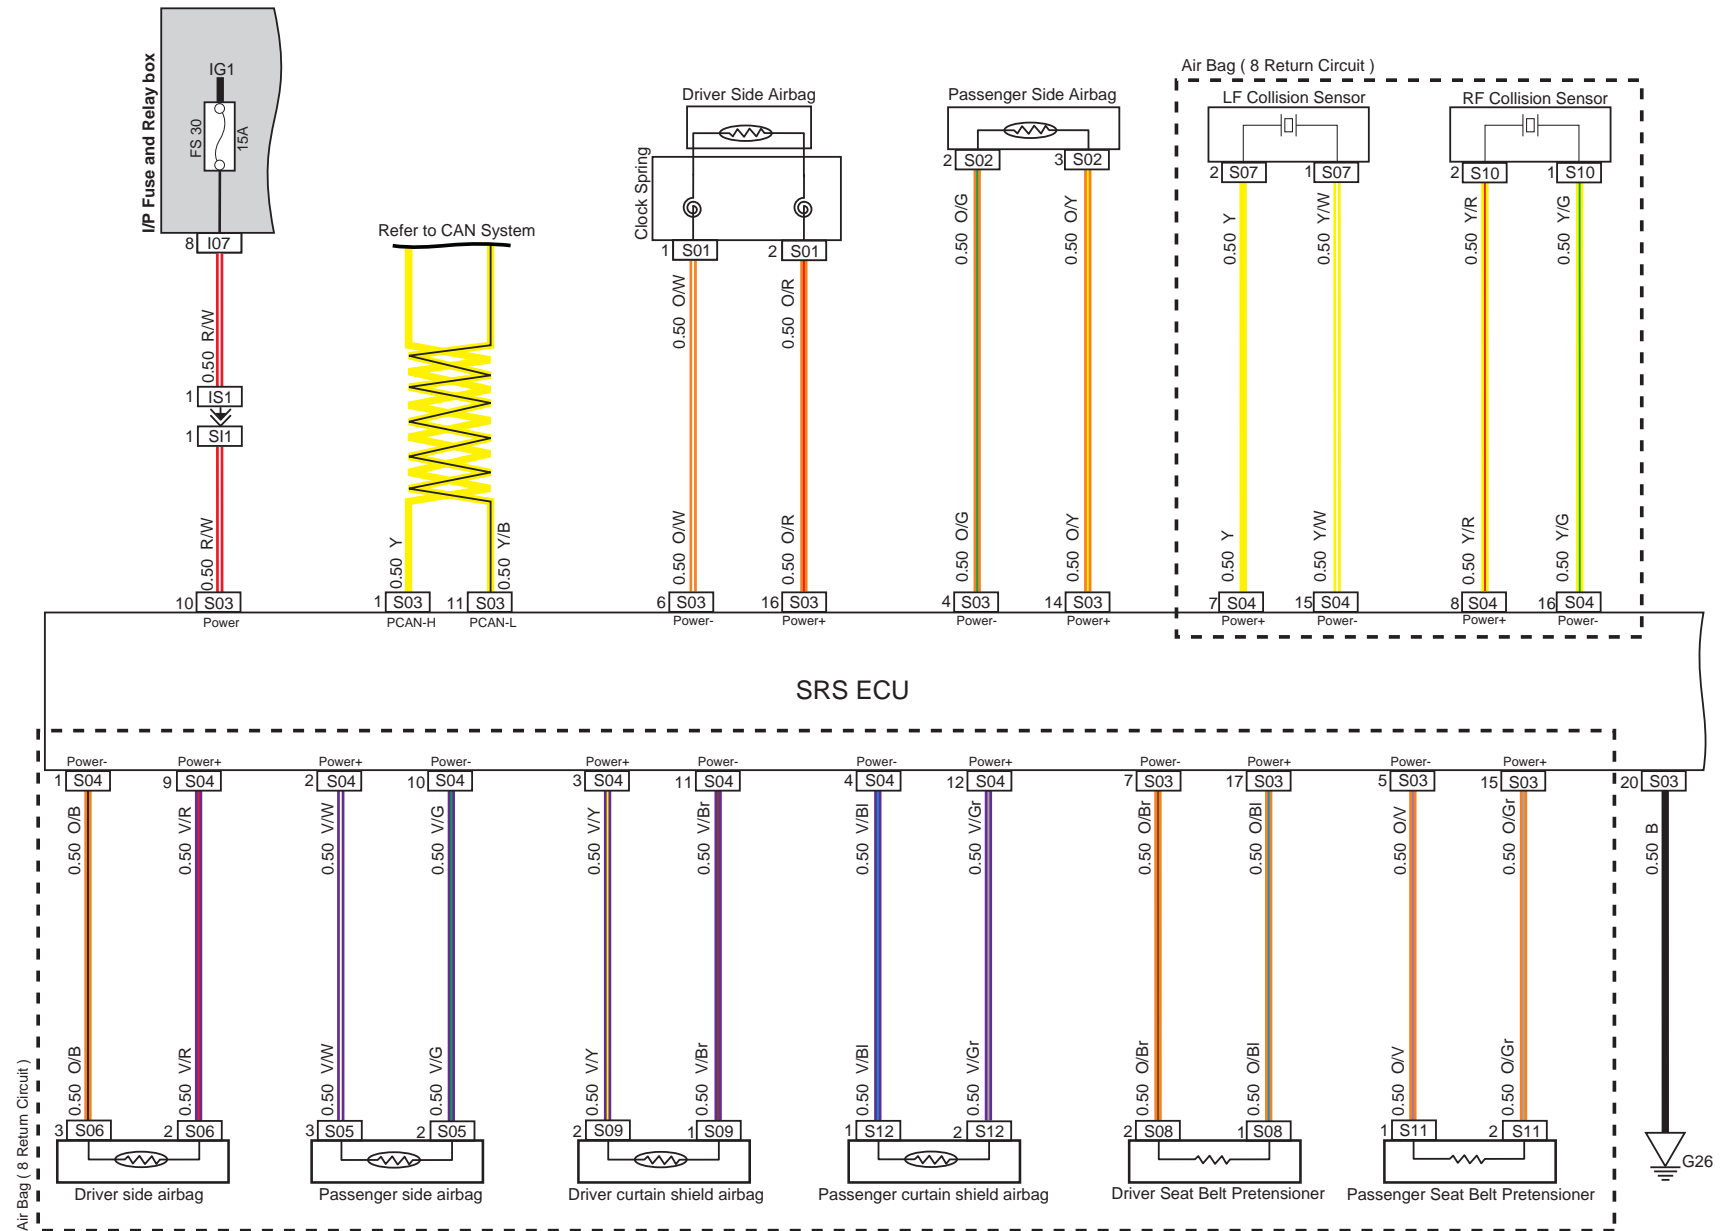 Air Bag ( 8 Return Circuit )
I/P Fuse and Relay box
IG1
FS 30
15A
8 I07
Refer to CAN System
Driver Side Airbag
Clock Spring
1 S01
2 S01
Passenger Side Airbag
2 S02
3 S02
LF Collision Sensor
2 S07
1 S07
RF Collision Sensor
2 S10
1 S10
0.50 R/W
1 IS1
1 SI1
0.50 R/W
0.50 Y
0.50 Y/B
0.50 O/W
0.50 O/R
0.50 O/W
0.50 O/R
0.50 O/G
0.50 O/Y
0.50 O/G
0.50 O/Y
0.50 Y
0.50 Y/W
0.50 Y/R
0.50 Y/G
0.50 Y
0.50 Y/W
0.50 Y/R
0.50 Y/G
10 S03
1 S03
11 S03
6 S03
16 S03
4 S03
14 S03
7 S04
15 S04
8 S04
16 S04
Power
PCAN-H
PCAN-L
Power-
Power+
Power-
Power+
Power+
Power-
Power+
Power-
SRS ECU
Power-
Power+
Power+
Power-
Power+
Power-
Power-
Power+
Power-
Power+
Power-
Power+
1 S04
9 S04
2 S04
10 S04
3 S04
11 S04
4 S04
12 S04
7 S03
17 S03
5 S03
15 S03
20 S03
0.50 O/B
0.50 V/R
0.50 V/W
0.50 V/G
0.50 V/Y
0.50 V/Br
0.50 V/Bl
0.50 V/Gr
0.50 O/Br
0.50 O/Bl
0.50 O/V
0.50 O/Gr
0.50 B
0.50 O/B
0.50 V/R
0.50 V/W
0.50 V/G
0.50 V/Y
0.50 V/Br
0.50 V/Bl
0.50 V/Gr
0.50 O/Br
0.50 O/Bl
0.50 O/V
0.50 O/Gr
3 S06
2 S06
3 S05
2 S05
2 S09
1 S09
1 S12
2 S12
2 S08
1 S08
1 S11
2 S11
G26
Driver side airbag
Passenger side airbag
Driver curtain shield airbag
Passenger curtain shield airbag
Driver Seat Belt Pretensioner
Passenger Seat Belt Pretensioner
Air Bag ( 8 Return Circuit )